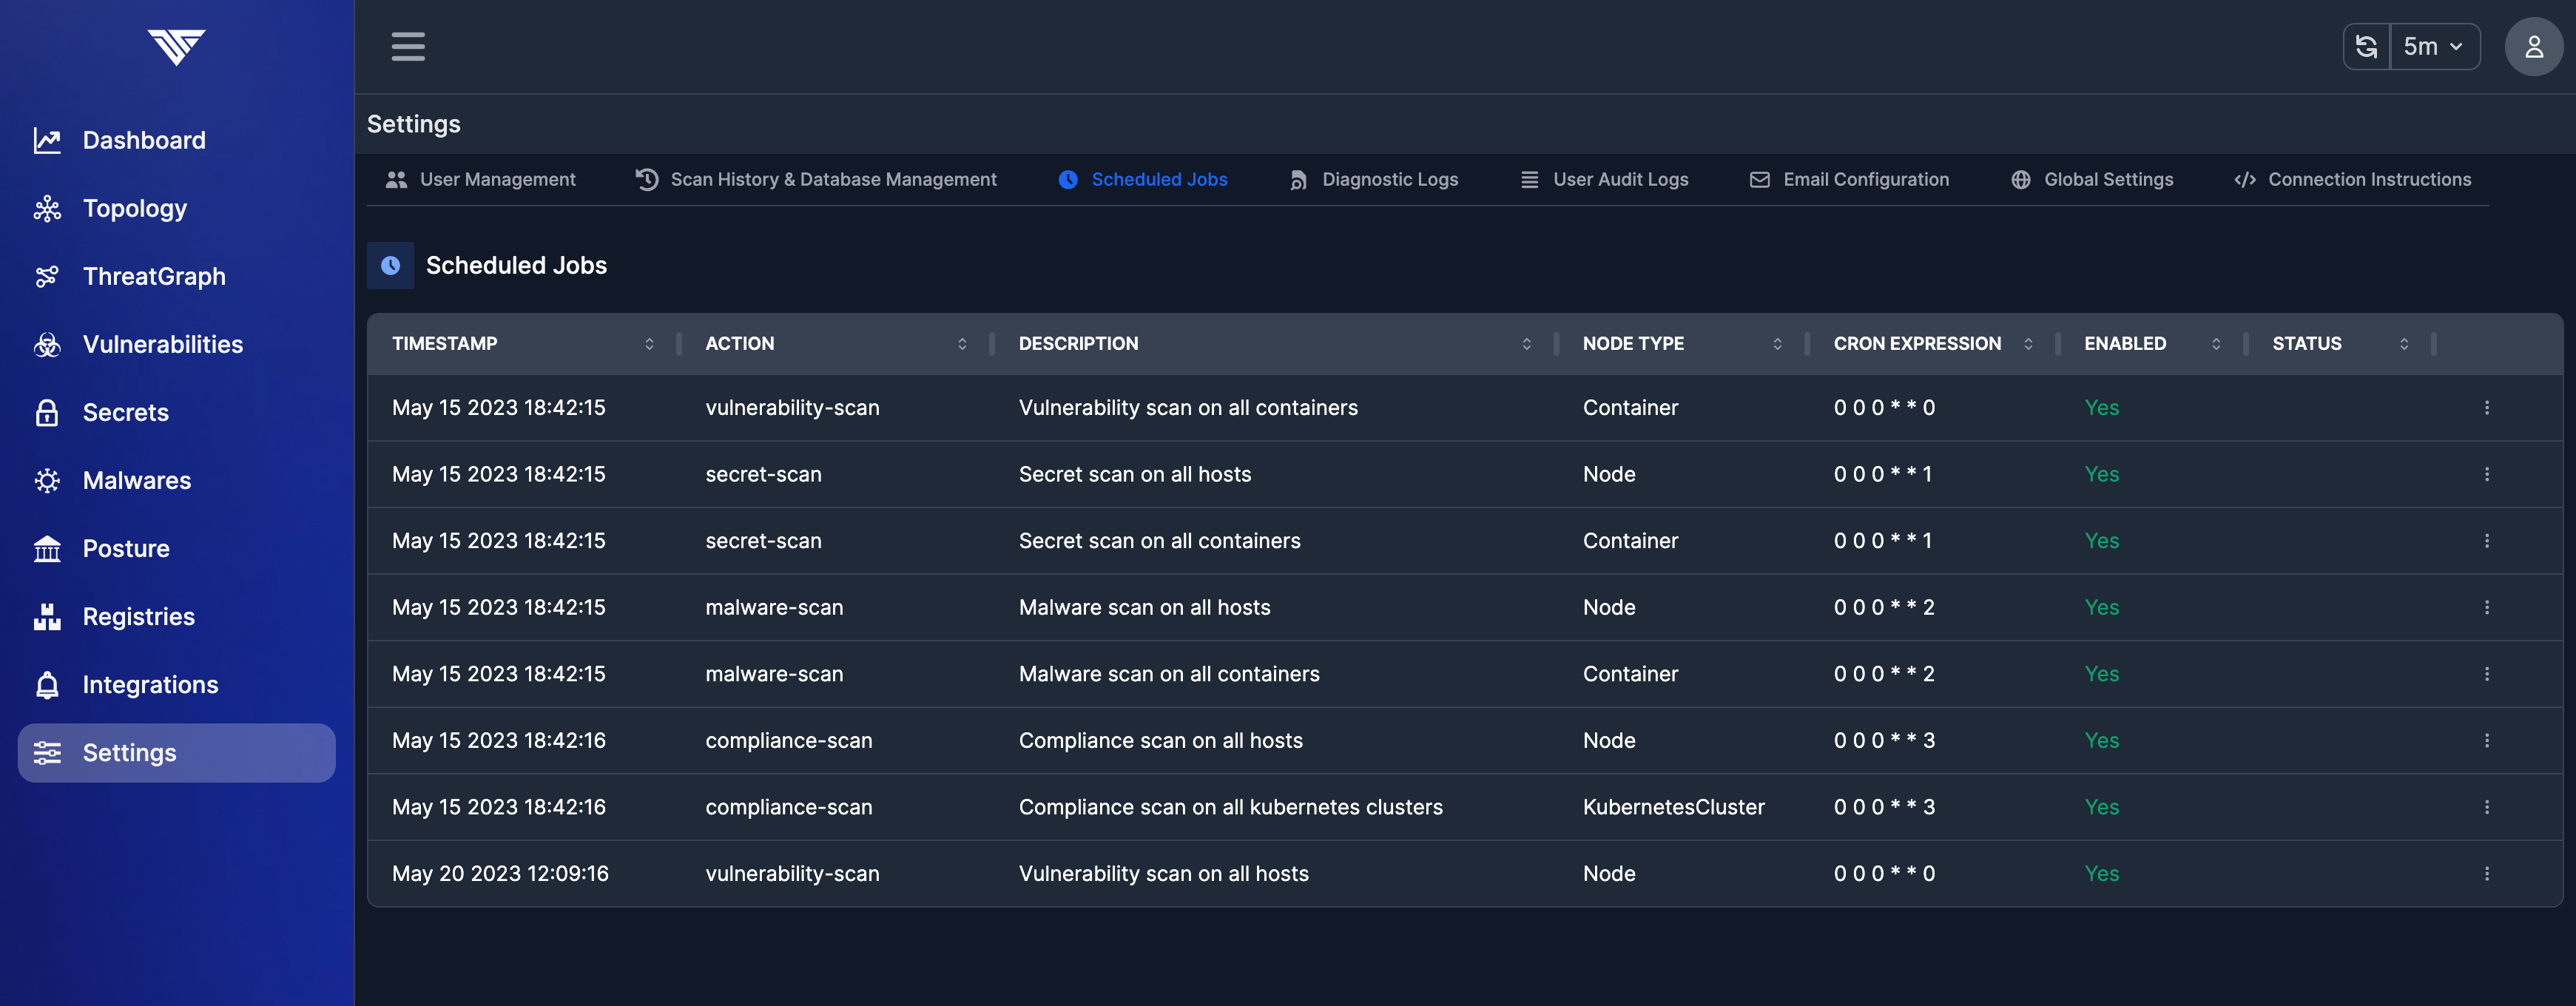 5m
Dashboard
Topology
ThreatGraph
Vulnerabilities
Secrets
Malwares
Posture
Registries
Integrations
Settings
Settings
User Management Scan History & Database Management Scheduled Jobs Diagnostic Logs User Audit Logs Email Configuration Global Settings Connection Instructions
Scheduled Jobs
TIMESTAMP ACTION DESCRIPTION NODE TYPE CRON EXPRESSION ENABLED STATUS
May 15 2023 18:42:15 vulnerability-scan Vulnerability scan on all containers Container 0 0 0 * * 0 Yes
May 15 2023 18:42:15 secret-scan Secret scan on all hosts Node 0 0 0 * * 1 Yes
May 15 2023 18:42:15 secret-scan Secret scan on all containers Container 0 0 0 * * 1 Yes
May 15 2023 18:42:15 malware-scan Malware scan on all hosts Node 0 0 0 * * 2 Yes
May 15 2023 18:42:15 malware-scan Malware scan on all containers Container 0 0 0 * * 2 Yes
May 15 2023 18:42:16 compliance-scan Compliance scan on all hosts Node 0 0 0 * * 3 Yes
May 15 2023 18:42:16 compliance-scan Compliance scan on all kubernetes clusters KubernetesCluster 0 0 0 * * 3 Yes
May 20 2023 12:09:16 vulnerability-scan Vulnerability scan on all hosts Node 0 0 0 * * 0 Yes